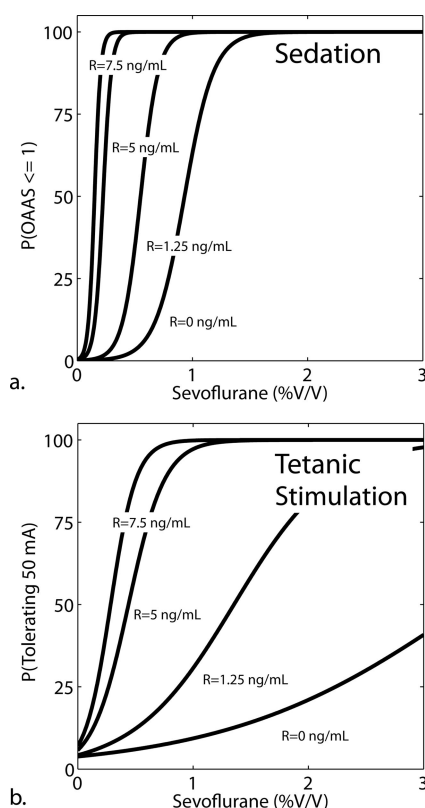 100
75
50
25
0
P(OAAS <= 1)
Sedation
R=7.5 ng/mL
R=5 ng/mL
R=1.25 ng/mL
R=0 ng/mL
0 1 2 3
a. Sevoflurane (%V/V)
100
75
50
25
0
P(Tolerating 50 mA)
Tetanic
Stimulation
R=7.5 ng/mL
R=5 ng/mL
R=1.25 ng/mL
R=0 ng/mL
0 1 2 3
b. Sevoflurane (%V/V)